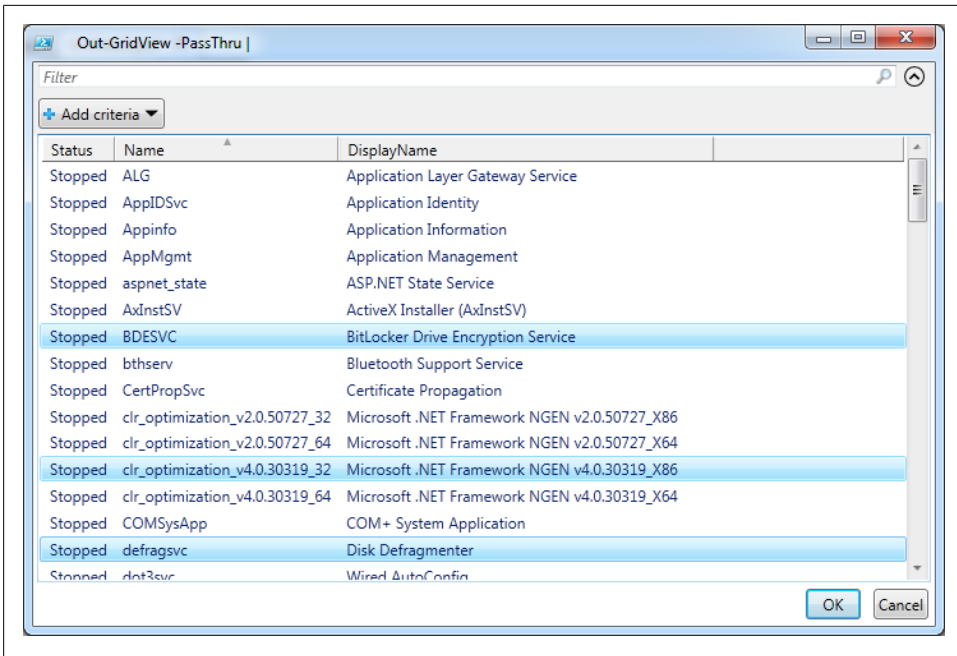 Out-GridView -PassThru |
Filter
Add criteria
Status Name DisplayName
Stopped ALG Application Layer Gateway Service
Stopped AppIDSvc Application Identity
Stopped Appinfo Application Information
Stopped AppMgmt Application Management
Stopped aspnet_state ASP.NET State Service
Stopped AxInstSV ActiveX Installer (AxInstSV)
Stopped BDESVC BitLocker Drive Encryption Service
Stopped bthserv Bluetooth Support Service
Stopped CertPropSvc Certificate Propagation
Stopped clr_optimization_v2.0.50727_32 Microsoft .NET Framework NGEN v2.0.50727_X86
Stopped clr_optimization_v2.0.50727_64 Microsoft .NET Framework NGEN v2.0.50727_X64
Stopped clr_optimization_v4.0.30319_32 Microsoft .NET Framework NGEN v4.0.30319_X86
Stopped clr_optimization_v4.0.30319_64 Microsoft .NET Framework NGEN v4.0.30319_X64
Stopped COMSysApp COM+ System Application
Stopped defragsvc Disk Defragmenter
Stopped dot3svc Wired AutoConfig
OK Cancel